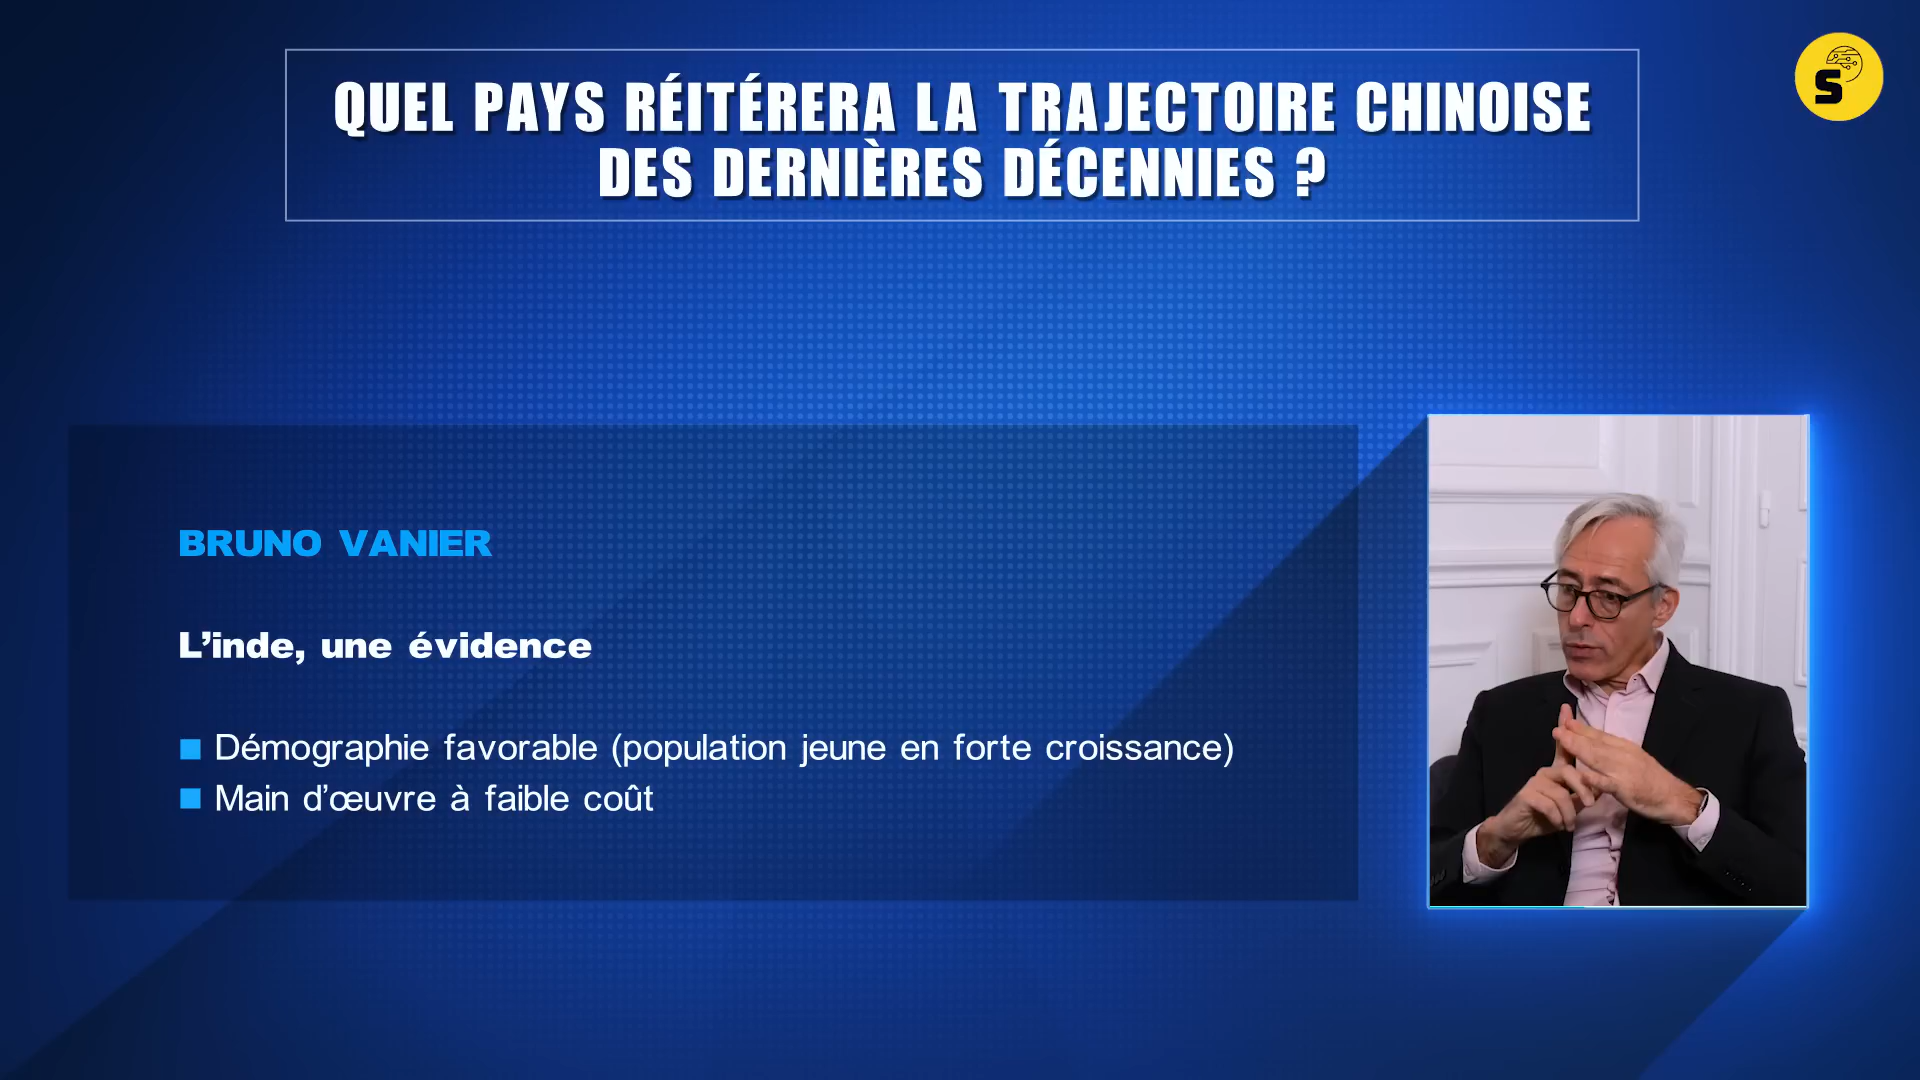 QUEL PAYS RÉITÉRERA LA TRAJECTOIRE CHINOISE
DES DERNIÈRES DÉCENNIES ?
S
BRUNO VANIER
L’inde, une évidence
Démographie favorable (population jeune en forte croissance)
Main d’œuvre à faible coût